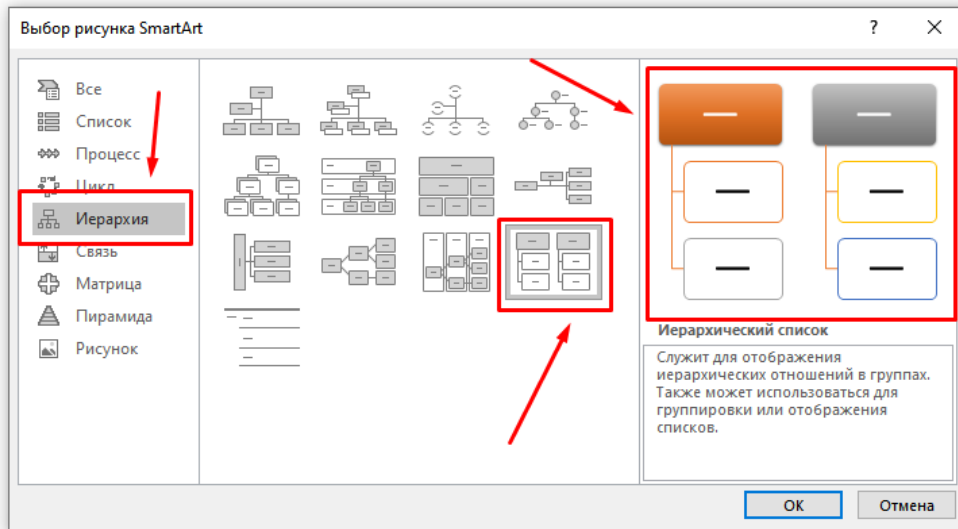 Выбор рисунка SmartArt
?
Все
Список
Процесс
Цикл
Иерархия
Связь
Матрица
Пирамида
Рисунок
Иерархический список
Служит для отображения
иерархических отношений в группах.
Также может использоваться для
группировки или отображения
списков.
ОК
Отмена